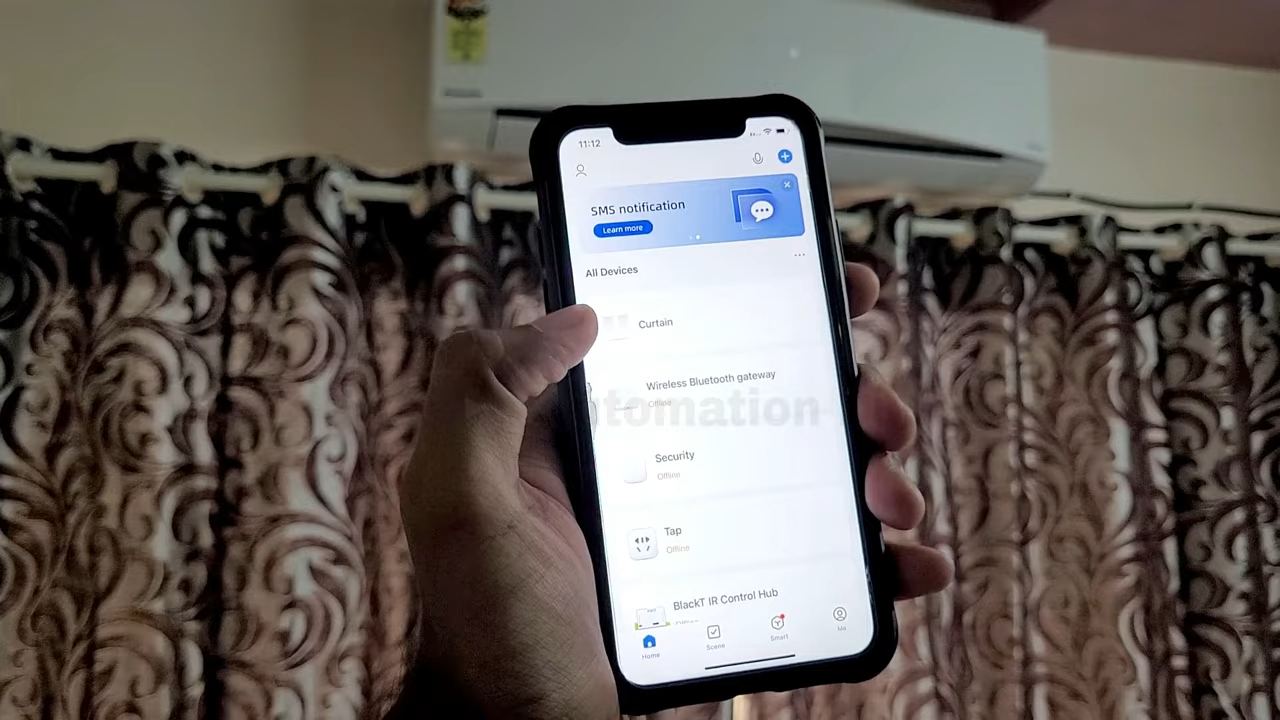 11:12
SMS notification
Learn more
All Devices
Curtain
Wireless Bluetooth gateway
Offline
tomation
Security
Offline
Tap
Offline
BlackT IR Control Hub
Home
Scene
Smart
Me